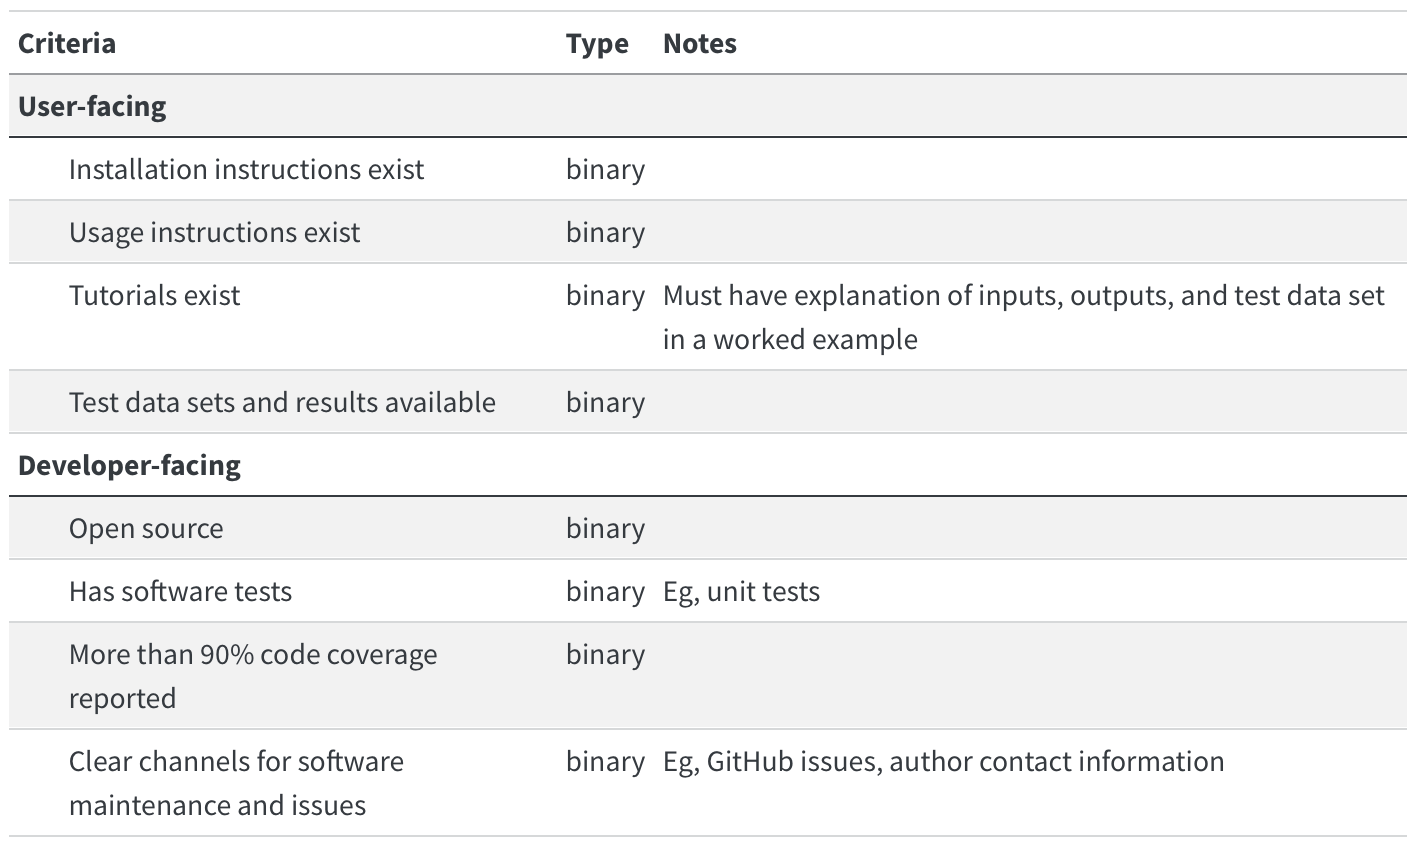 Criteria Type Notes
User-facing
Installation instructions exist binary
Usage instructions exist binary
Tutorials exist binary Must have explanation of inputs, outputs, and test data set
in a worked example
Test data sets and results available binary
Developer-facing
Open source binary
Has software tests binary Eg, unit tests
More than 90% code coverage binary
reported
Clear channels for software binary Eg, GitHub issues, author contact information
maintenance and issues